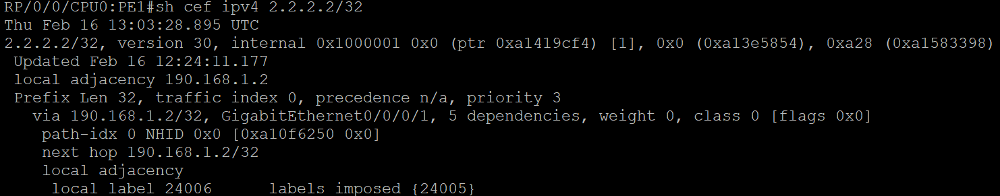 RP/0/0/CPU0:PE1#sh cef ipv4 2.2.2.2/32
Thu Feb 16 13:03:28.895 UTC
2.2.2.2/32, version 30, internal 0x1000001 0x0 (ptr 0xa1419cf4) [1], 0x0 (0xa13e5854), 0xa28 (0xa1583398)
Updated Feb 16 12:24:11.177
local adjacency 190.168.1.2
Prefix Len 32, traffic index 0, precedence n/a, priority 3
via 190.168.1.2/32, GigabitEthernet0/0/0/1, 5 dependencies, weight 0, class 0 [flags 0x0]
path-idx 0 NHID 0x0 [0xa10f6250 0x0]
next hop 190.168.1.2/32
local adjacency
local label 24006      labels imposed {24005}